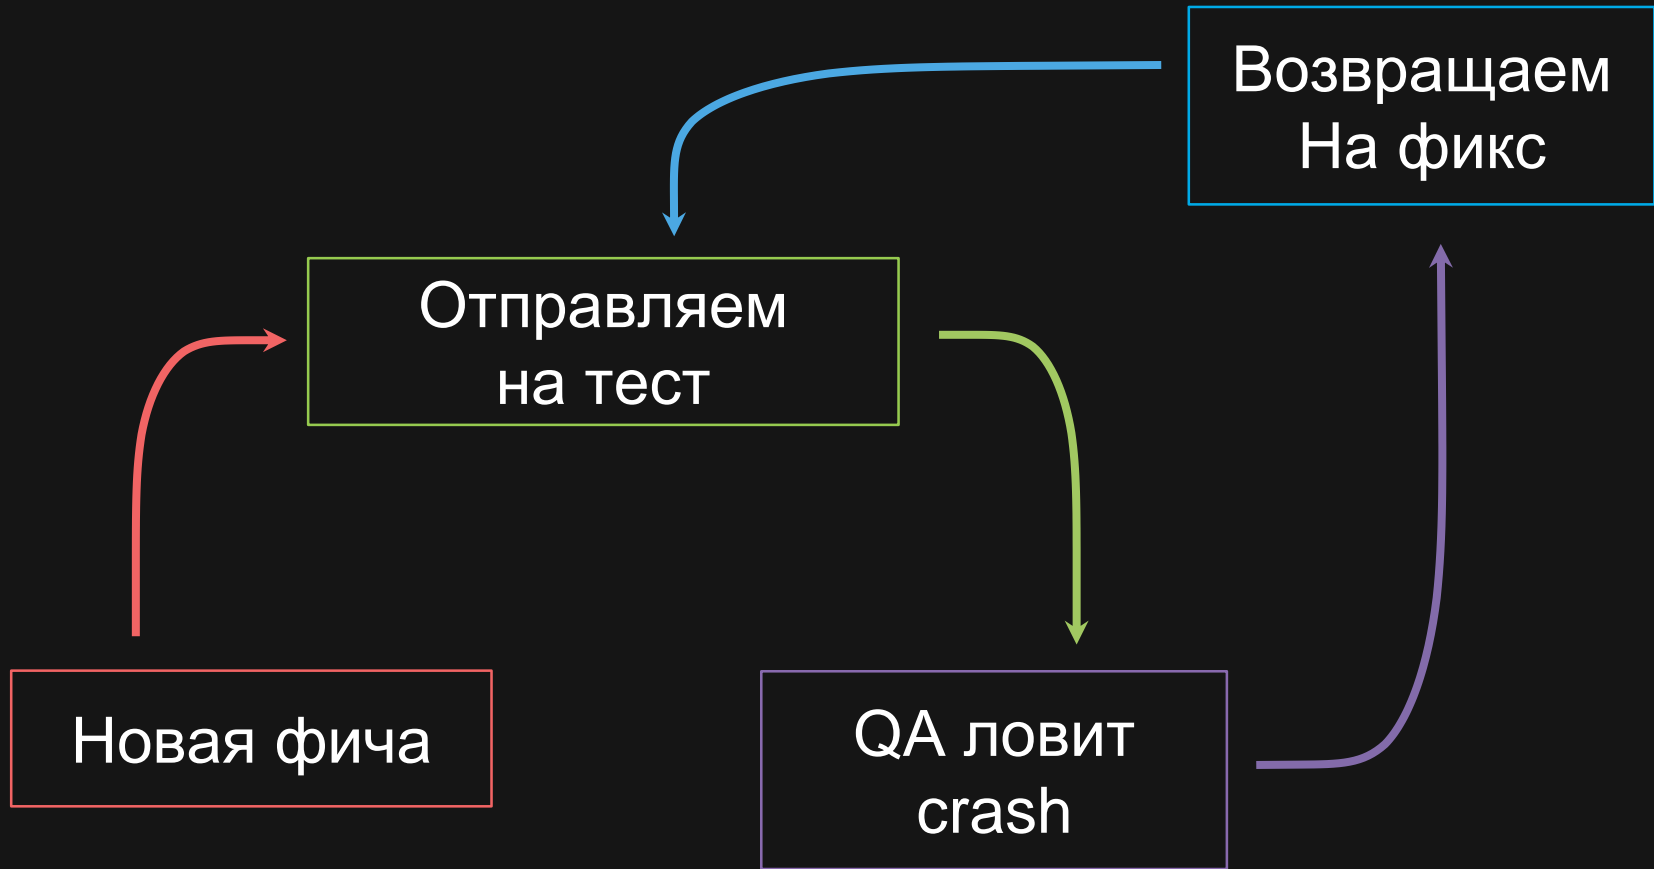 Возвращаем
На фикс
Отправляем
на тест
Новая фича
QA ловит
crash